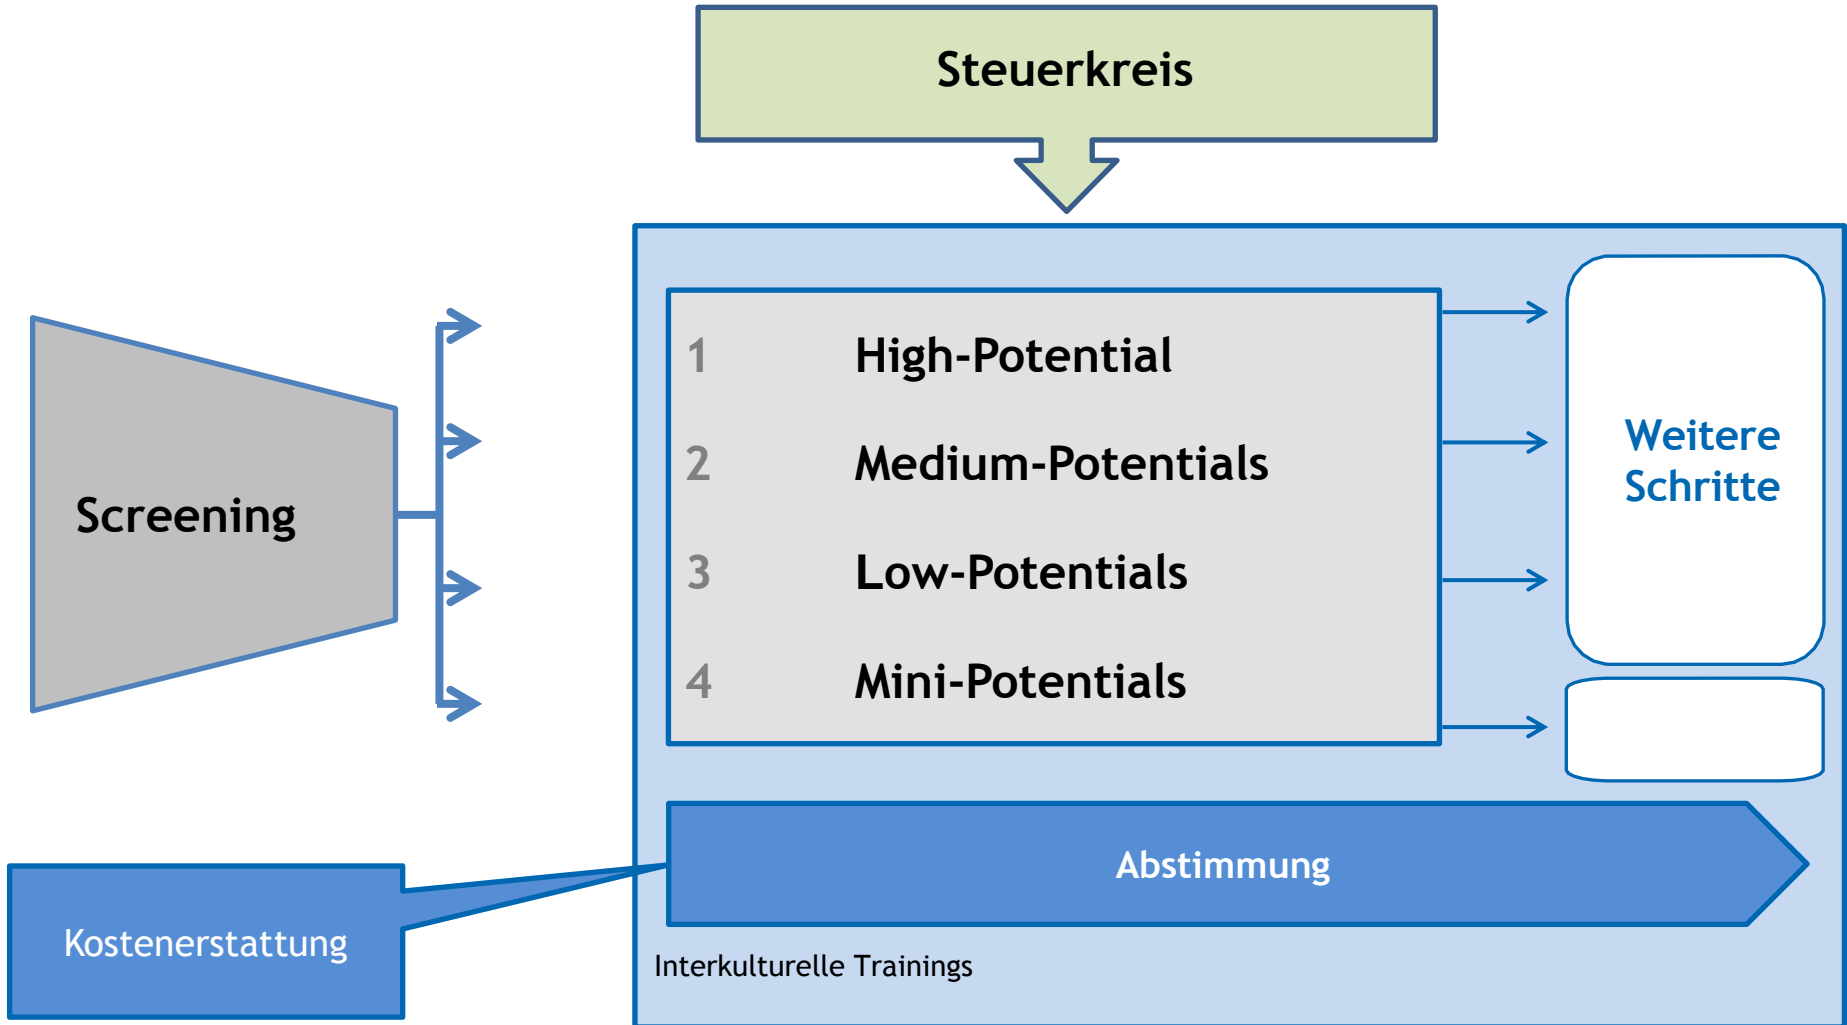 Steuerkreis
Screening
1 High-Potential
2 Medium-Potentials
3 Low-Potentials
4 Mini-Potentials
Weitere
Schritte
Abstimmung
Kostenerstattung
Interkulturelle Trainings